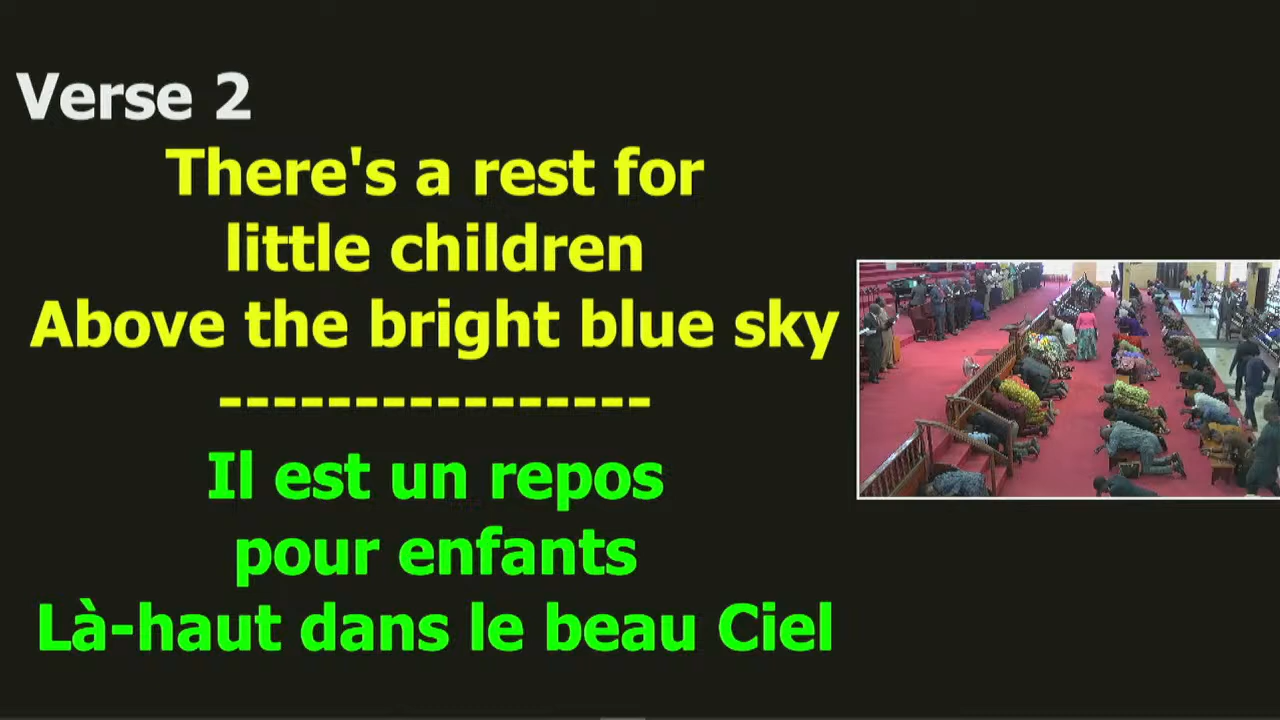 Verse 2
There's a rest for
little children
Above the bright blue sky
----------------
Il est un repos
pour enfants
Là-haut dans le beau Ciel